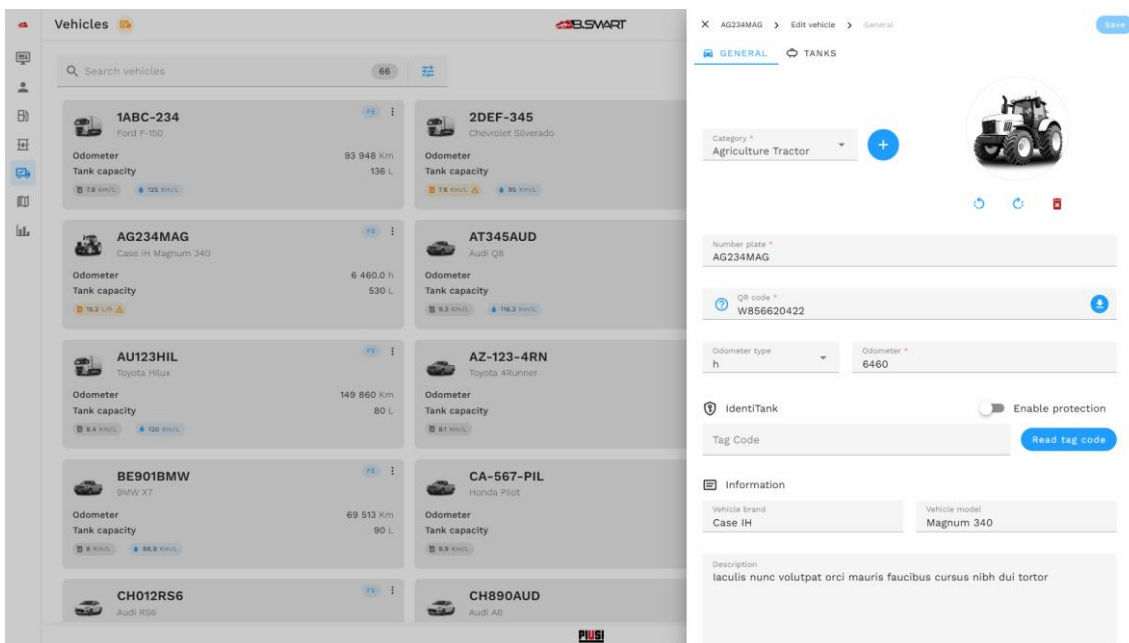 Vehicles
B.SMART
Search vehicles
66
1ABC-234
FE
Ford F-150
Odometer
93 948 Km
Tank capacity
136 L
7.8 Km/L
125 Km/L
2DEF-345
Chevrolet Silverado
Odometer
Tank capacity
7.6 Km/L
95 Km/L
AG234MAG
FE
Case IH Magnum 340
Odometer
6 460.0 h
Tank capacity
530 L
16.2 L/h
AT345AUD
Audi Q8
Odometer
Tank capacity
9.3 Km/L
116.3 Km/L
AU123HIL
FE
Toyota Hilux
Odometer
149 860 Km
Tank capacity
80 L
8.4 Km/L
120 Km/L
AZ-123-4RN
Toyota 4Runner
Odometer
Tank capacity
8.1 Km/L
BE901BMW
FE
BMW X7
Odometer
69 513 Km
Tank capacity
90 L
8 Km/L
88.9 Km/L
CA-567-PIL
Honda Pilot
Odometer
Tank capacity
9.9 Km/L
CH012RS6
FE
Audi RS6
CH890AUD
Audi A6
PIUSI
AG234MAG > Edit vehicle > General
Save
GENERAL
TANKS
Category *
Agriculture Tractor
Number plate *
AG234MAG
QR code *
W856620422
Odometer type
h
Odometer *
6460
IdentiTank
Enable protection
Tag Code
Read tag code
Information
Vehicle brand
Case IH
Vehicle model
Magnum 340
Description
Iaculis nunc volutpat orci mauris faucibus cursus nibh dui tortor